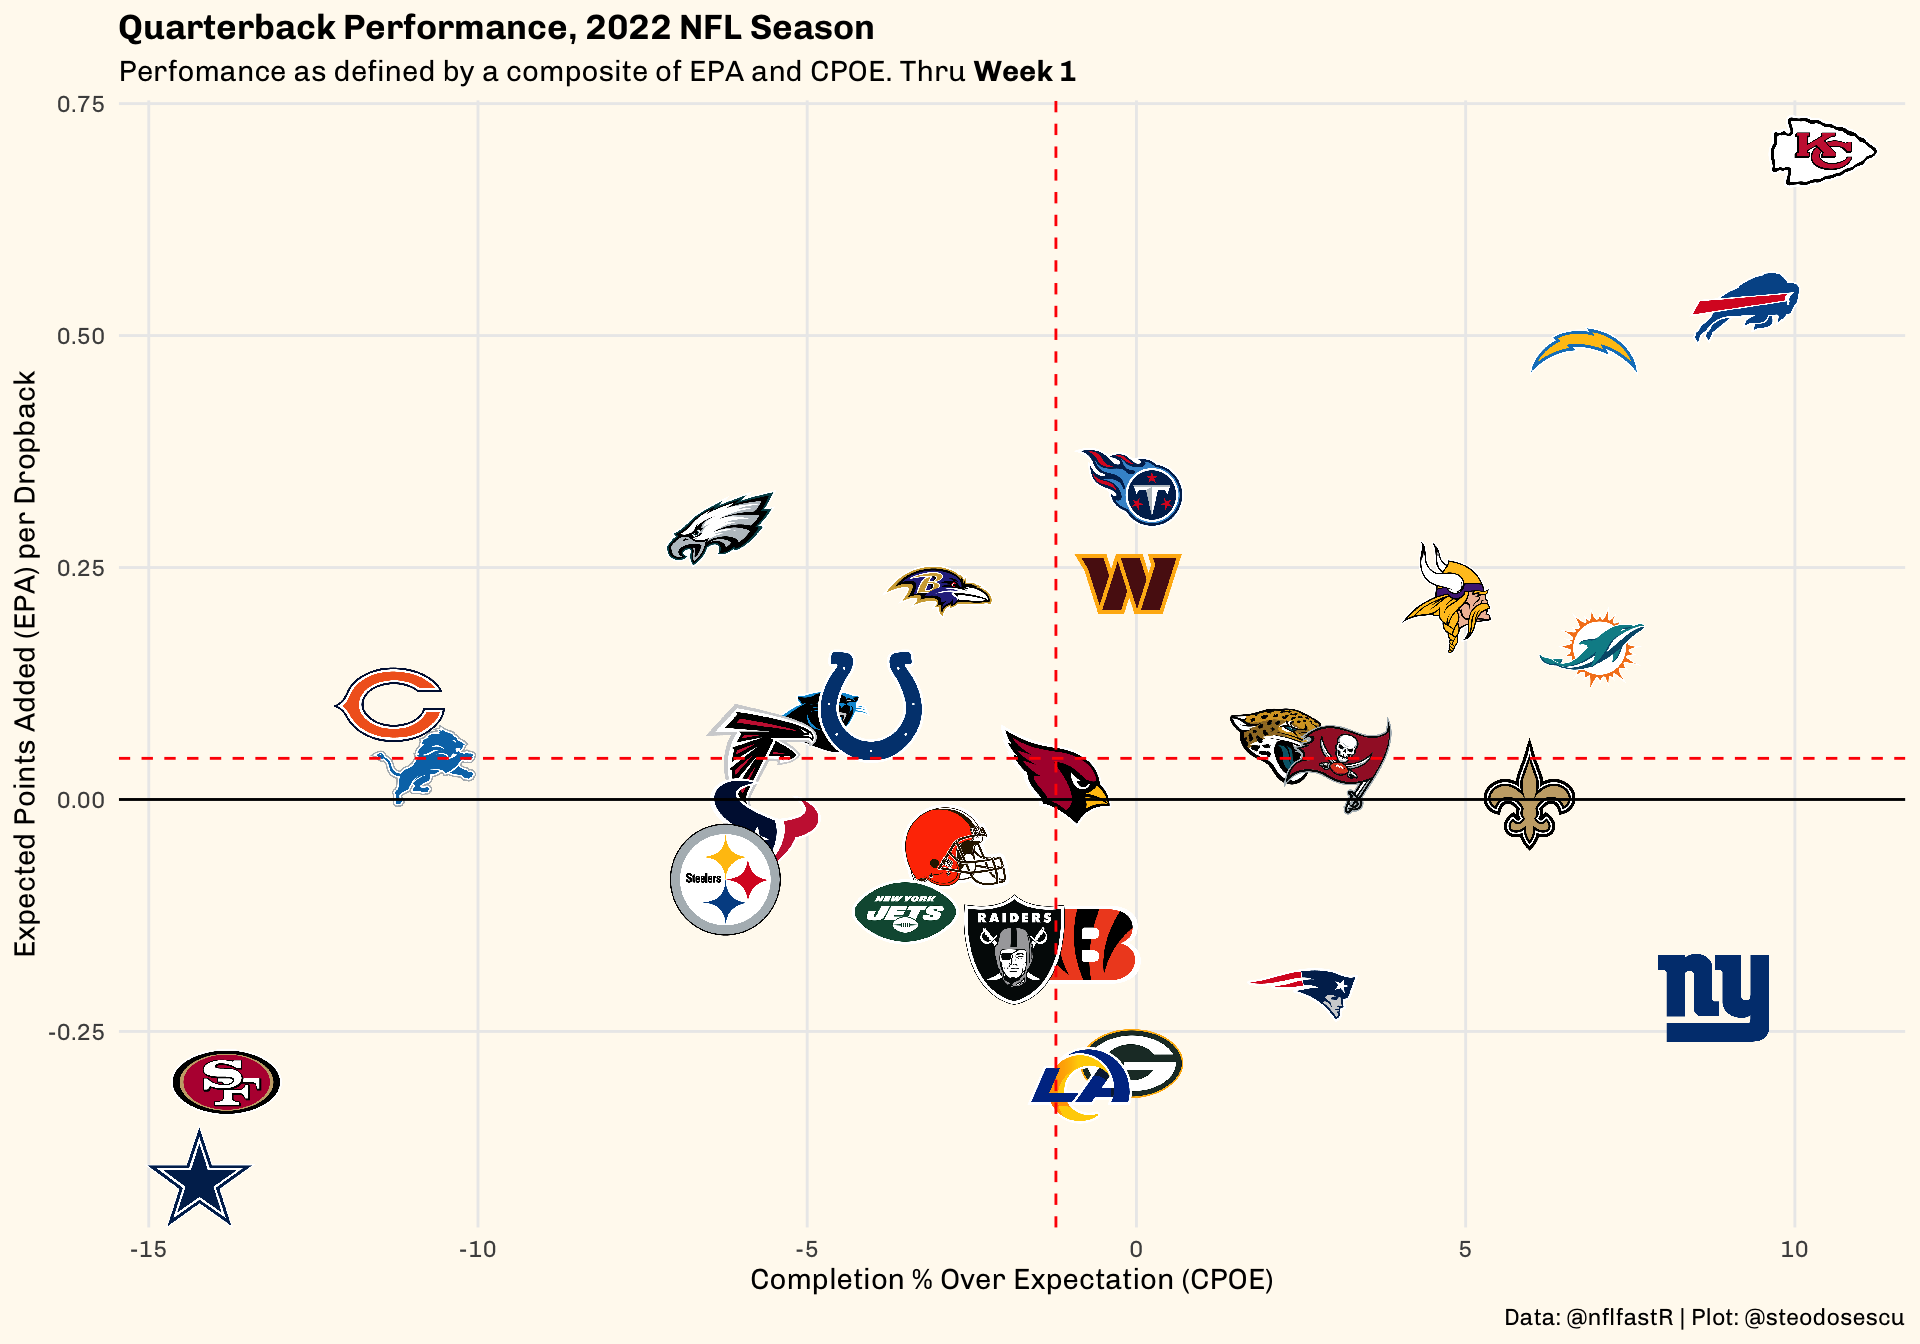 Quarterback Performance, 2022 NFL Season
Perfomance as defined by a composite of EPA and CPOE. Thru Week 1
Expected Points Added (EPA) per Dropback
0.75
0.50
0.25
0.00
-0.25
KC
T
W
B
C
Steelers
NEW YORK
JETS
RAIDERS
B
ny
SF
LA
G
-15
-10
-5
0
5
10
Completion % Over Expectation (CPOE)
Data: @nflfastR | Plot: @steodosescu